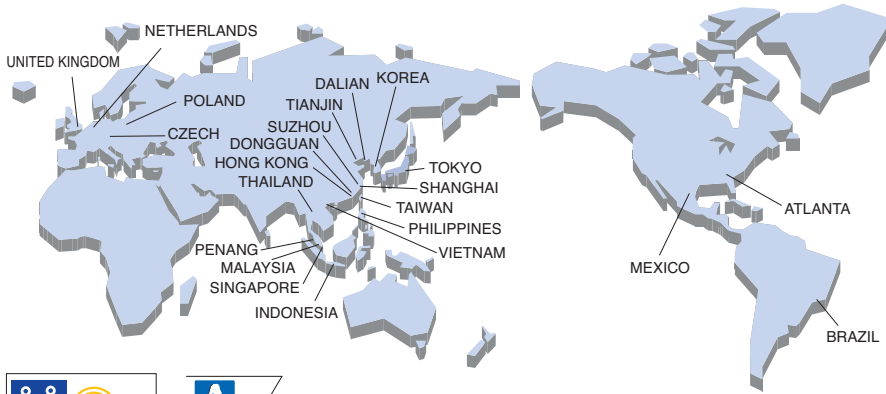 NETHERLANDS
UNITED KINGDOM
POLAND
CZECH
DALIAN
KOREA
TIANJIN
SUZHOU
DONGGUAN
HONG KONG
THAILAND
TOKYO
SHANGHAI
TAIWAN
PHILIPPINES
VIETNAM
PENANG
MALAYSIA
SINGAPORE
INDONESIA
ATLANTA
MEXICO
BRAZIL